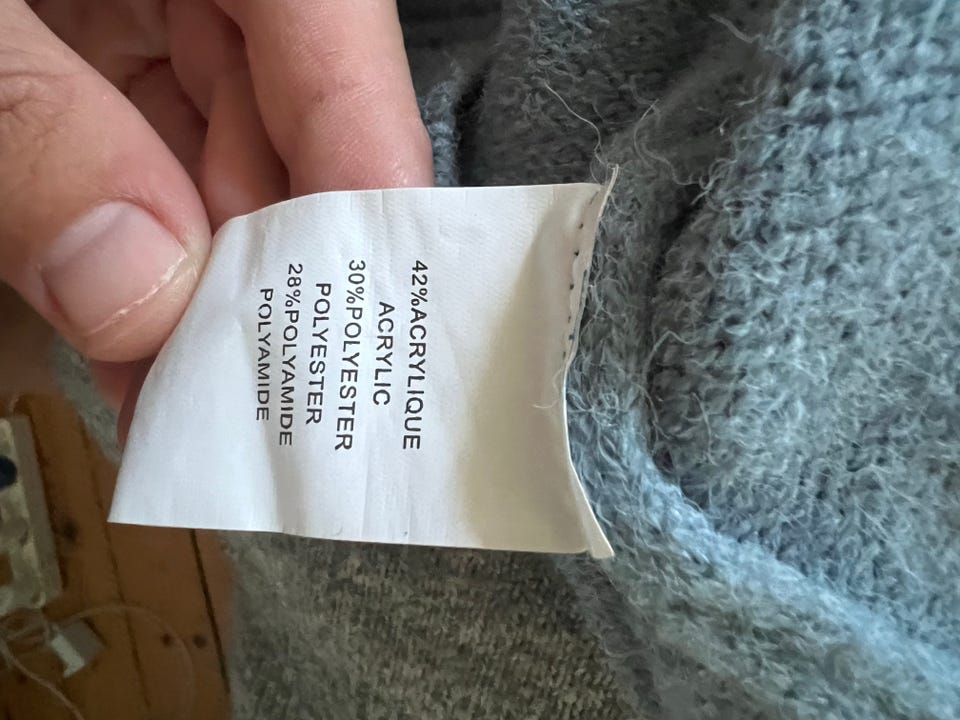 42%ACRYLIQUE
ACRYLIC
30%POLYESTER
POLYESTER
28%POLYAMIDE
POLYAMIDE